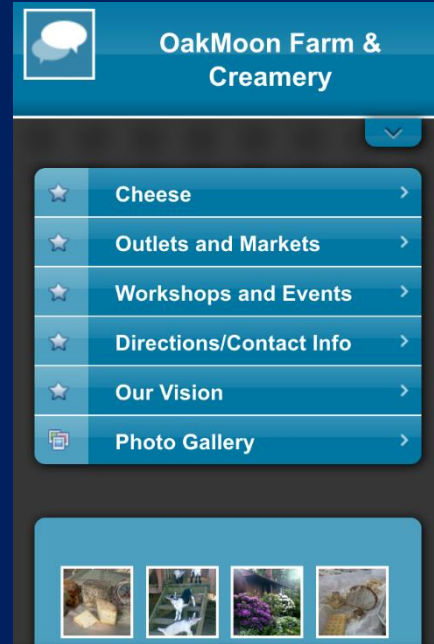 OakMoon Farm &
Creamery
Cheese
Outlets and Markets
Workshops and Events
Directions/Contact Info
Our Vision
Photo Gallery